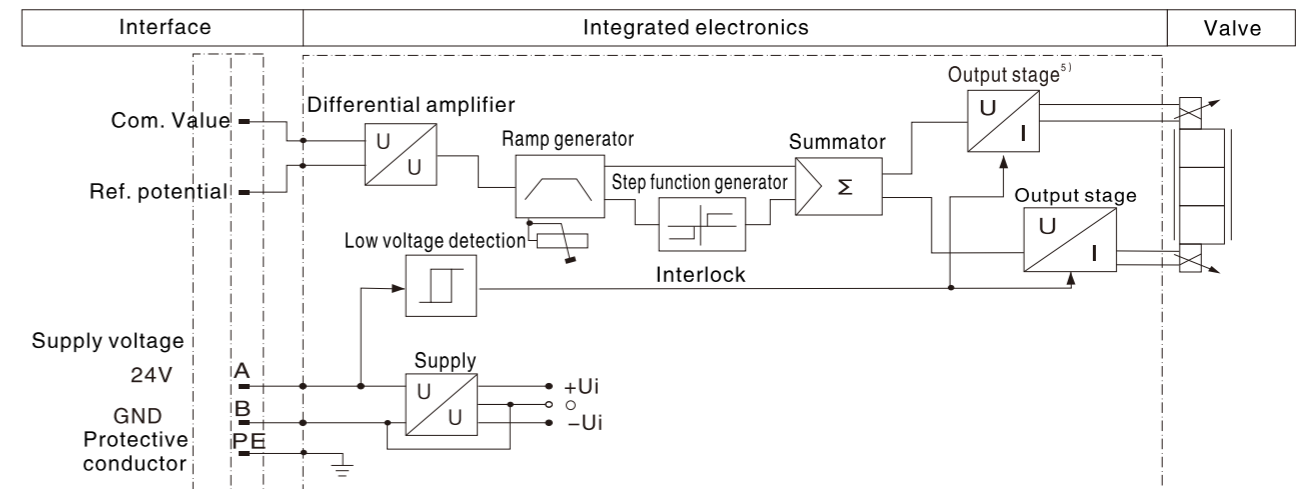 Interface
Integrated electronics
Valve
Output stage⁵⁾
U
I
Differential amplifier
Com. Value
U
U
Ramp generator
Summator
Σ
Ref. potential
Step function generator
Output stage
U
I
Low voltage detection
Interlock
Supply voltage
24V
A
Supply
U
U
+Ui
GND
B
−Ui
Protective
conductor
PE